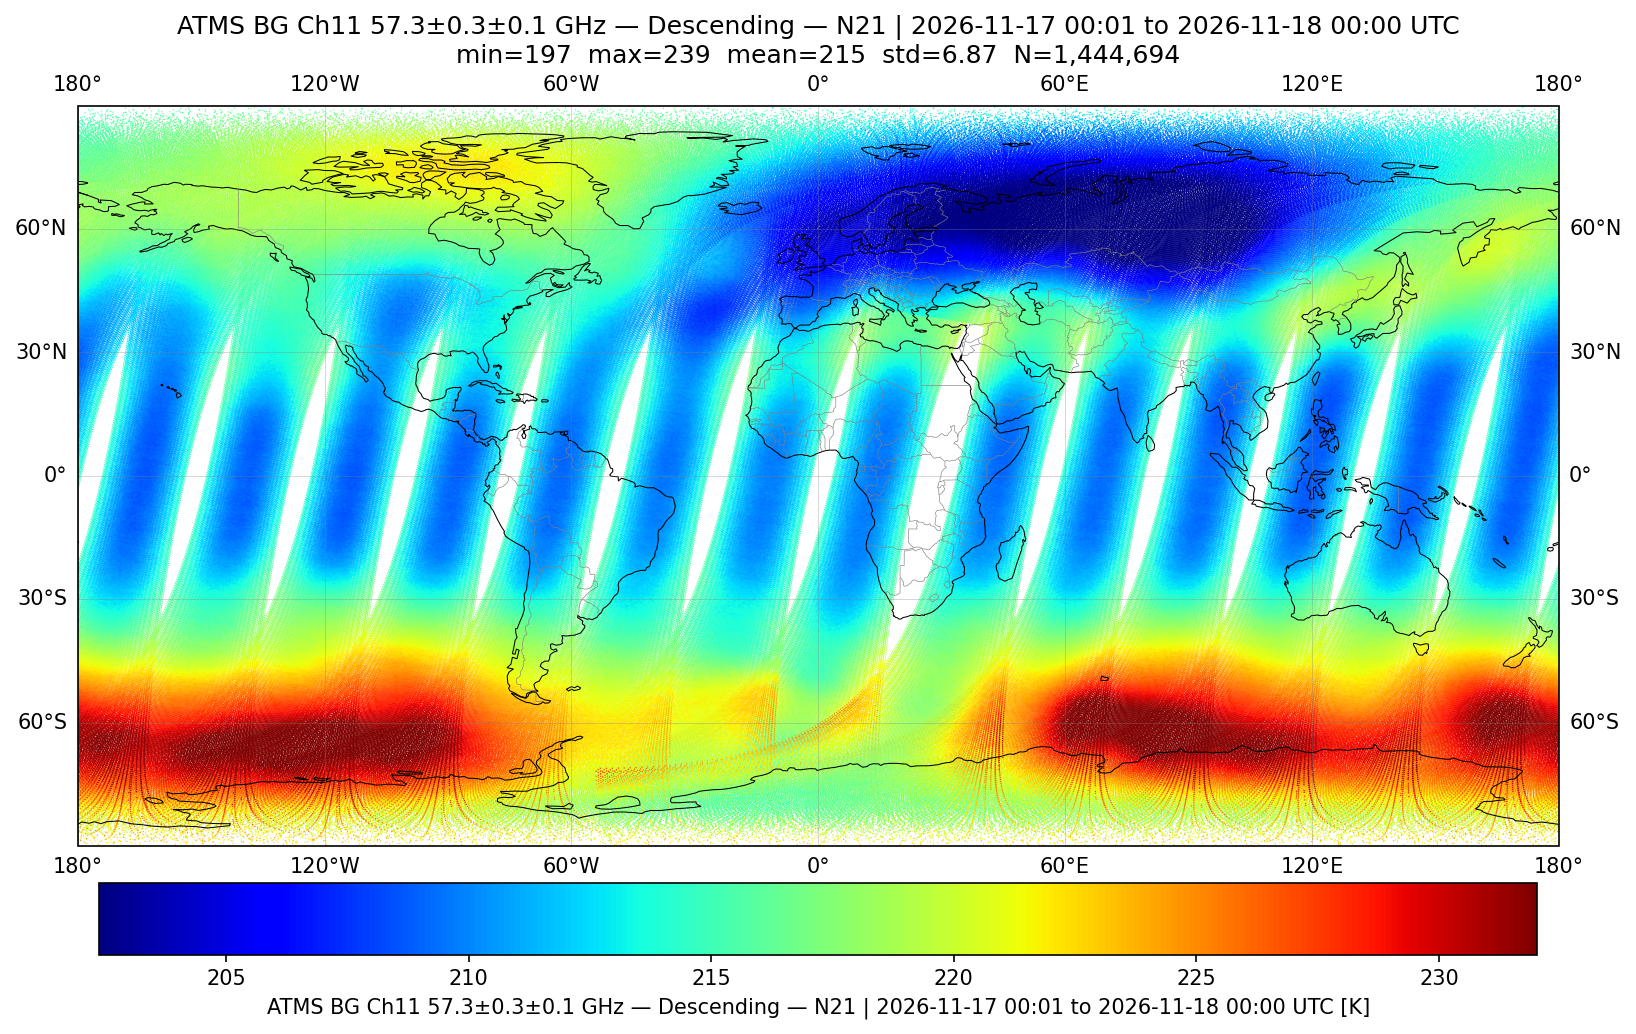 ATMS BG Ch11 57.3±0.3±0.1 GHz — Descending — N21 | 2026-11-17 00:01 to 2026-11-18 00:00 UTC
min=197 max=239 mean=215 std=6.87 N=1,444,694
180° 120°W 60°W 0° 60°E 120°E 180°
60°N 60°N
30°N 30°N
0° 0°
30°S 30°S
60°S 60°S
180° 120°W 60°W 0° 60°E 120°E 180°
205 210 215 220 225 230
ATMS BG Ch11 57.3±0.3±0.1 GHz — Descending — N21 | 2026-11-17 00:01 to 2026-11-18 00:00 UTC [K]